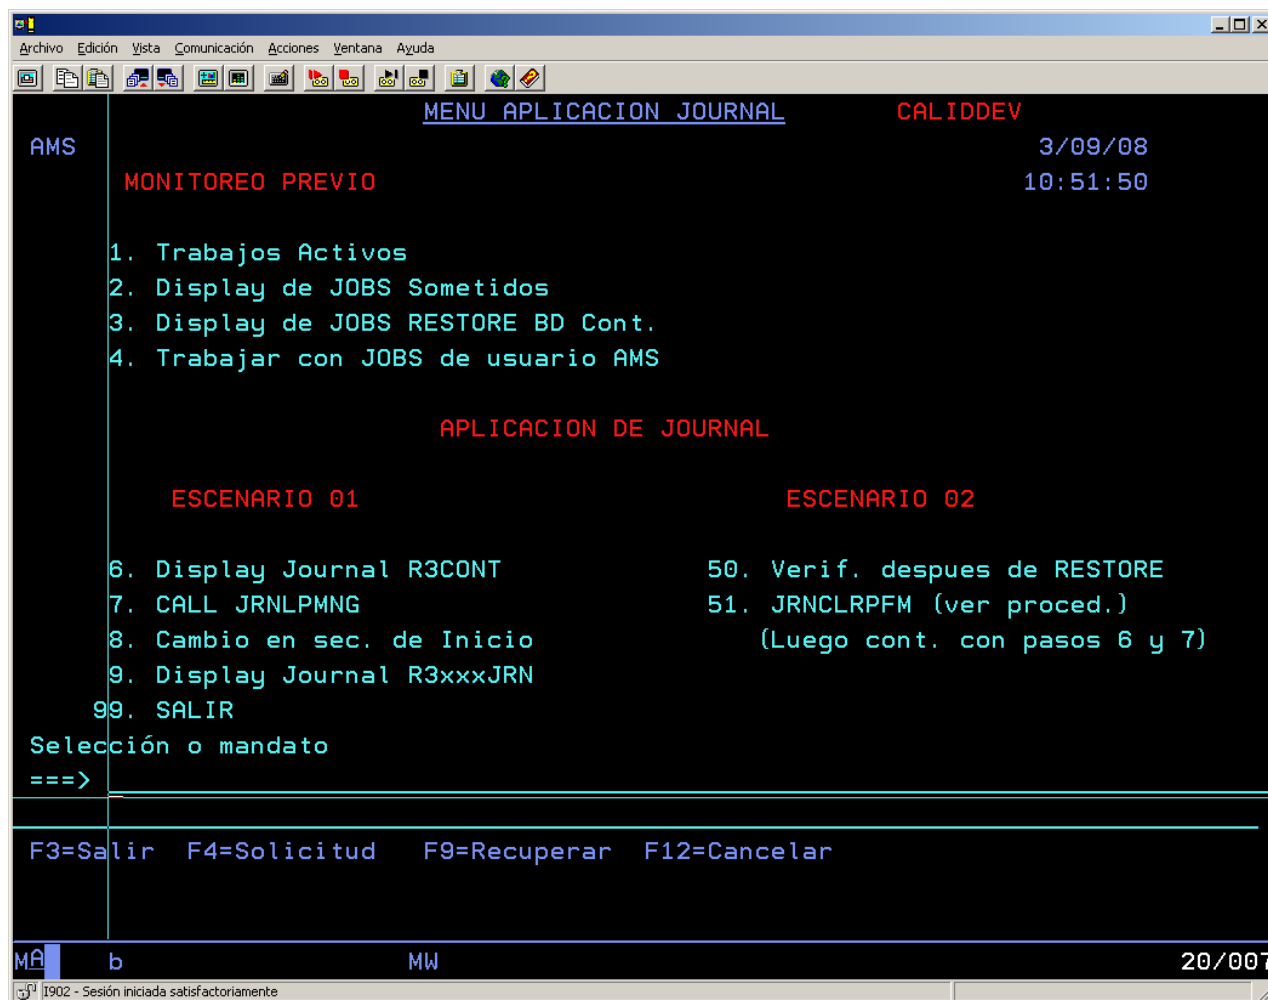 Archivo Edición Vista Comunicación Acciones Ventana Ayuda
MENU APLICACION JOURNAL CALIDDEV
AMS 3/09/08
MONITOREO PREVIO 10:51:50
1. Trabajos Activos
2. Display de JOBS Sometidos
3. Display de JOBS RESTORE BD Cont.
4. Trabajar con JOBS de usuario AMS
APLICACION DE JOURNAL
ESCENARIO 01 ESCENARIO 02
6. Display Journal R3CONT 50. Verif. despues de RESTORE
7. CALL JRNLPMNG 51. JRNCLRPFM (ver proced.)
8. Cambio en sec. de Inicio (Luego cont. con pasos 6 y 7)
9. Display Journal R3xxxJRN
99. SALIR
Selección o mandato
===>
F3=Salir F4=Solicitud F9=Recuperar F12=Cancelar
MA b MW 20/007
I902 - Sesión iniciada satisfactoriamente